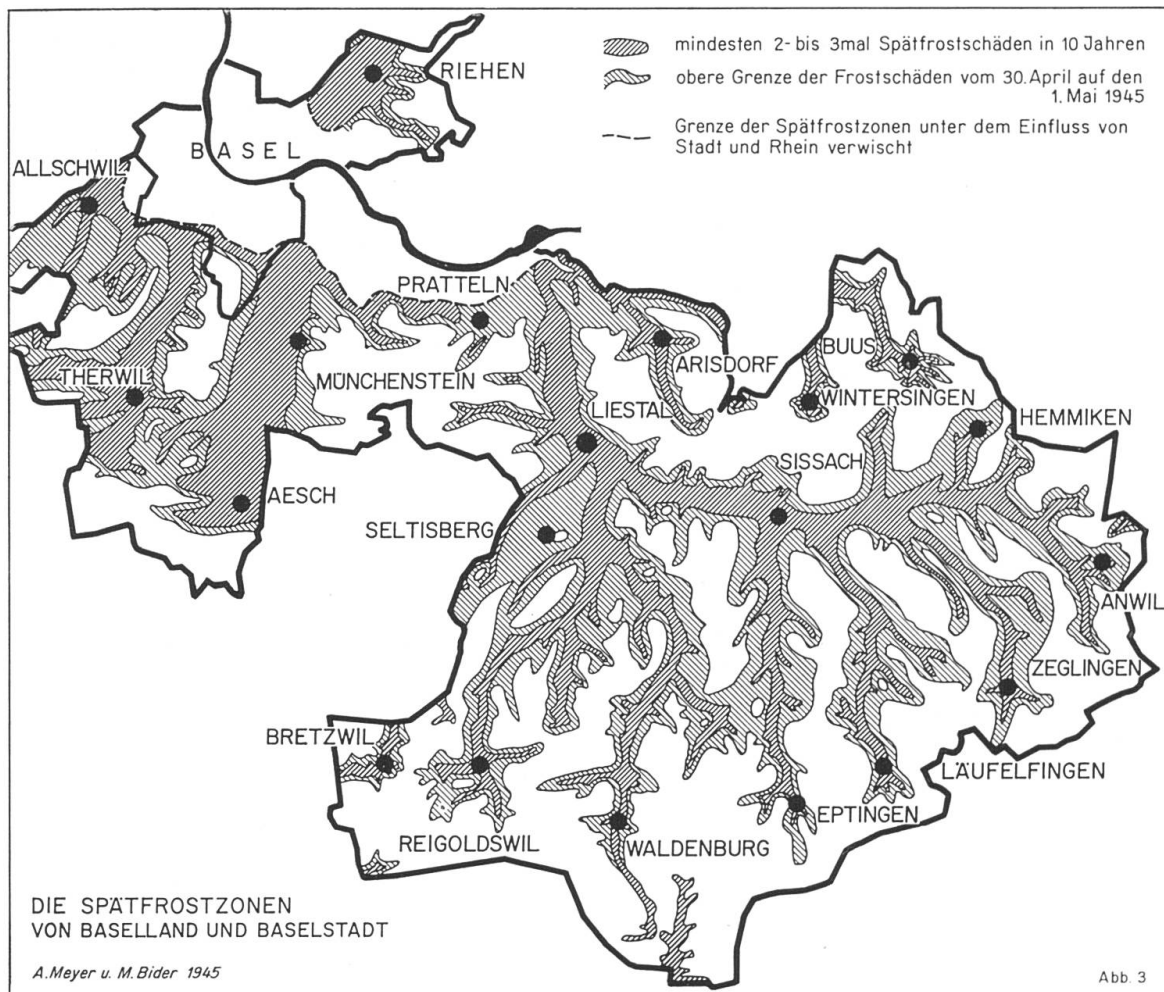 mindesten 2- bis 3mal Spätfrostschäden in 10 Jahren
obere Grenze der Frostschäden vom 30. April auf den
1. Mai 1945
Grenze der Spätfrostzonen unter dem Einfluss von
Stadt und Rhein verwischt
RIEHEN
BASEL
ALLSCHWIL
PRATTELN
BUUS
ARISDORF
THERWIL
MÜNCHENSTEIN
WINTERSINGEN
LIESTAL
HEMMIKEN
SISSACH
AESCH
SELTISBERG
ANWIL
ZEGLINGEN
BRETZWIL
LÄUFELFINGEN
EPTINGEN
REIGOLDSWIL
WALDENBURG
DIE SPÄTFROSTZONEN
VON BASELLAND UND BASELSTADT
A. Meyer u. M. Bider 1945
Abb. 3